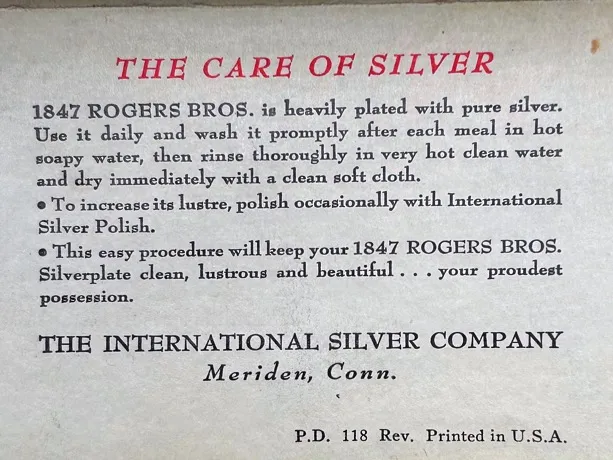 THE CARE OF SILVER
1847 ROGERS BROS. is heavily plated with pure silver.
Use it daily and wash it promptly after each meal in hot
soapy water, then rinse thoroughly in very hot clean water
and dry immediately with a clean soft cloth.
• To increase its lustre, polish occasionally with International
Silver Polish.
• This easy procedure will keep your 1847 ROGERS BROS.
Silverplate clean, lustrous and beautiful . . . your proudest
possession.
THE INTERNATIONAL SILVER COMPANY
Meriden, Conn.
P.D. 118 Rev. Printed in U.S.A.